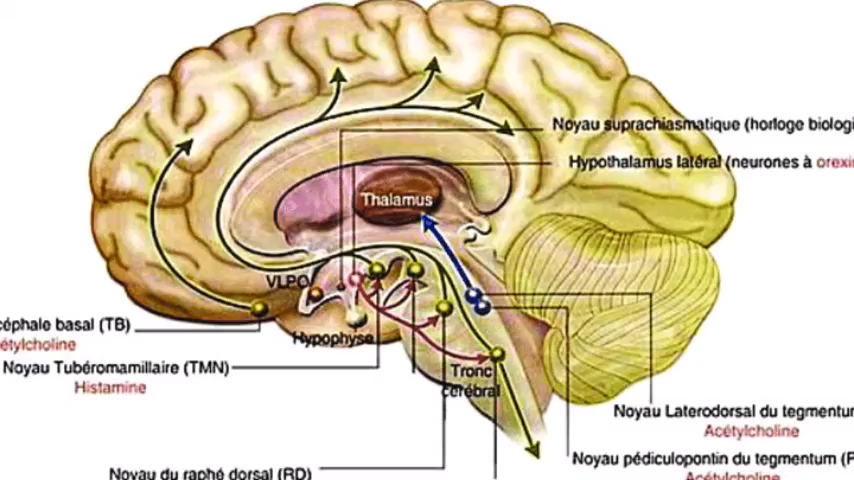 Noyau suprachiasmatique (horloge biologi
Hypothalamus latéral (neurones à orexi
Thalamus
VLPO
céphale basal (TB)
étylcholine
Hypophyse
Noyau Tubéromamillaire (TMN)
Histamine
Tronc
cérébral
Noyau Laterodorsal du tegmentum
Acétylcholine
Noyau pédiculopontin du tegmentum (P
Acétylcholine
Noyau du raphé dorsal (RD)